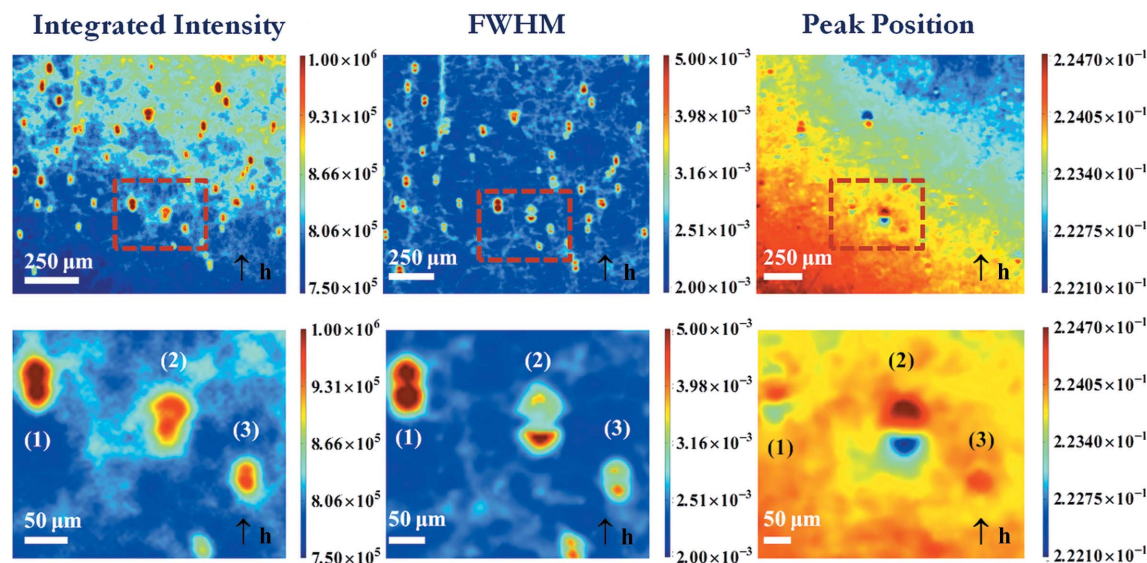 Integrated Intensity
FWHM
Peak Position
1.00×10⁶
9.31×10⁵
8.66×10⁵
8.06×10⁵
7.50×10⁵
250 μm
h
5.00×10⁻³
3.98×10⁻³
3.16×10⁻³
2.51×10⁻³
2.00×10⁻³
250 μm
h
2.2470×10⁻¹
2.2405×10⁻¹
2.2340×10⁻¹
2.2275×10⁻¹
2.2210×10⁻¹
250 μm
h
(1)
(2)
(3)
50 μm
h
1.00×10⁶
9.31×10⁵
8.66×10⁵
8.06×10⁵
7.50×10⁵
(1)
(2)
(3)
50 μm
h
5.00×10⁻³
3.98×10⁻³
3.16×10⁻³
2.51×10⁻³
2.00×10⁻³
(1)
(2)
(3)
50 μm
h
2.2470×10⁻¹
2.2405×10⁻¹
2.2340×10⁻¹
2.2275×10⁻¹
2.2210×10⁻¹